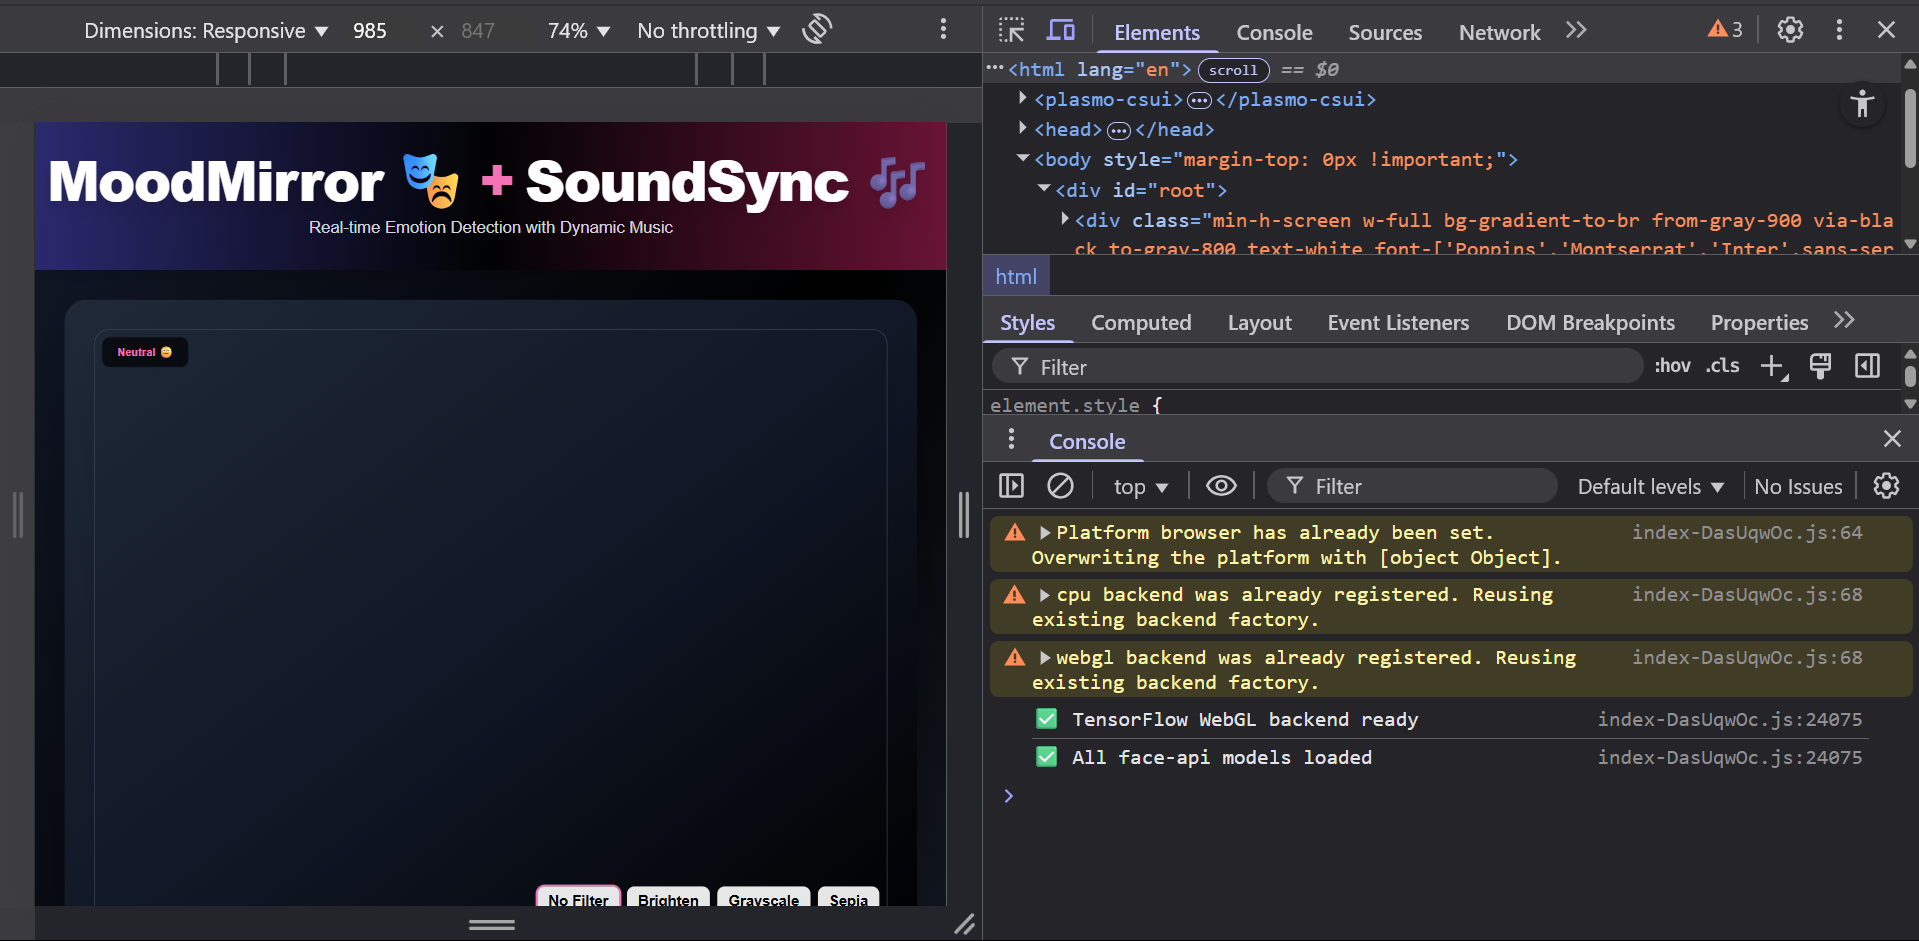 Dimensions: Responsive ▼ 985 × 847 74% ▼ No throttling ▼
Elements Console Sources Network 3
<html lang="en"> scroll == $0
<plasmo-csui> ••• </plasmo-csui>
<head> ••• </head>
<body style="margin-top: 0px !important;">
<div id="root">
<div class="min-h-screen w-full bg-gradient-to-br from-gray-900 via-bla
ck to-gray-800 text-white font-['Poppins','Montserrat','Inter',sans-ser
html
Styles Computed Layout Event Listeners DOM Breakpoints Properties
Filter :hov .cls
element.style {
Console
top ▼ Filter Default levels ▼ No Issues
Platform browser has already been set. index-DasUqwOc.js:64
Overwriting the platform with [object Object].
cpu backend was already registered. Reusing index-DasUqwOc.js:68
existing backend factory.
webgl backend was already registered. Reusing index-DasUqwOc.js:68
existing backend factory.
✅ TensorFlow WebGL backend ready index-DasUqwOc.js:24075
✅ All face-api models loaded index-DasUqwOc.js:24075
MoodMirror 🎭 + SoundSync 🎶
Real-time Emotion Detection with Dynamic Music
Neutral 😐
No Filter Brighten Grayscale Sepia